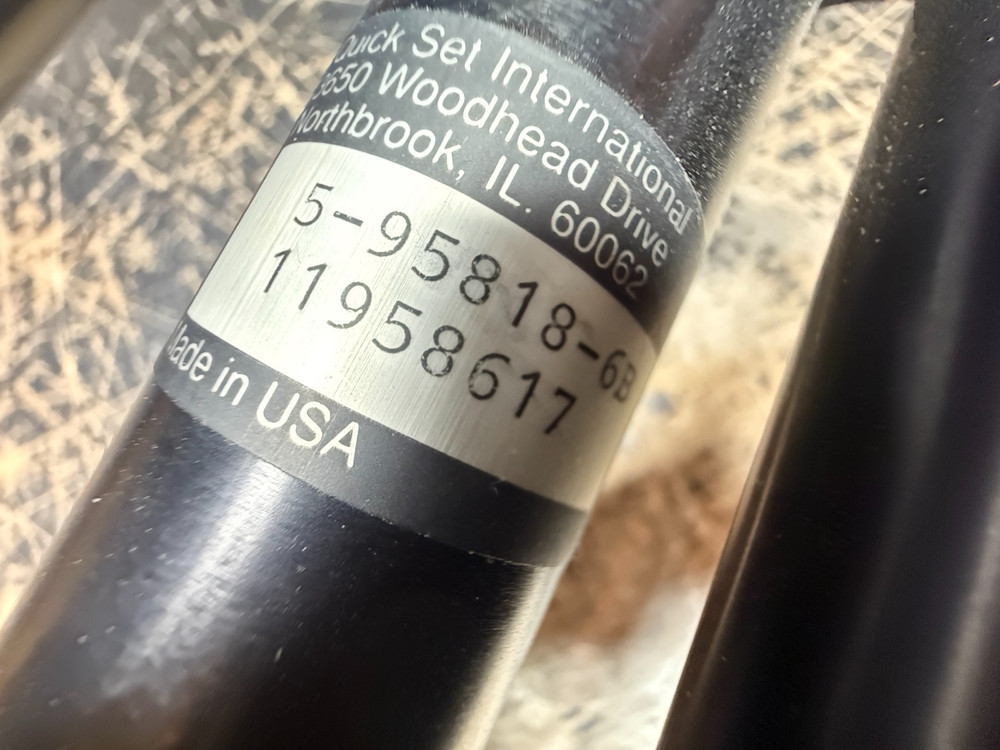 Quick Set International
3650 Woodhead Drive
Northbrook, IL. 60062
5-95818-6B
11958617
Made in USA